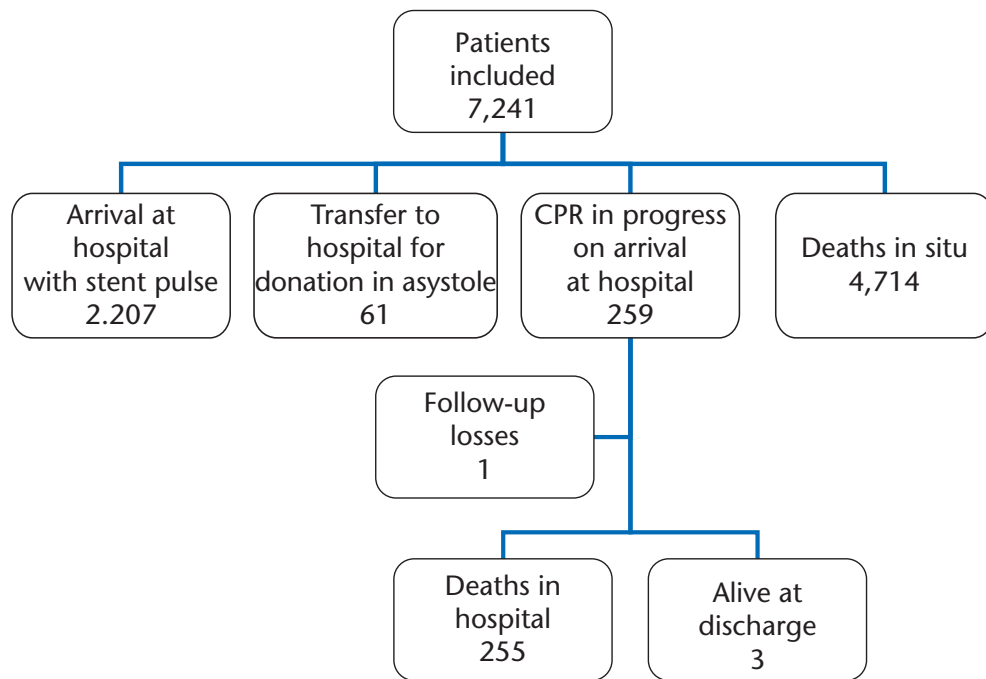 Patients
included
7,241
Arrival at
hospital
with stent pulse
2.207
Transfer to
hospital for
donation in asystole
61
CPR in progress
on arrival
at hospital
259
Deaths in situ
4,714
Follow-up
losses
1
Deaths in
hospital
255
Alive at
discharge
3